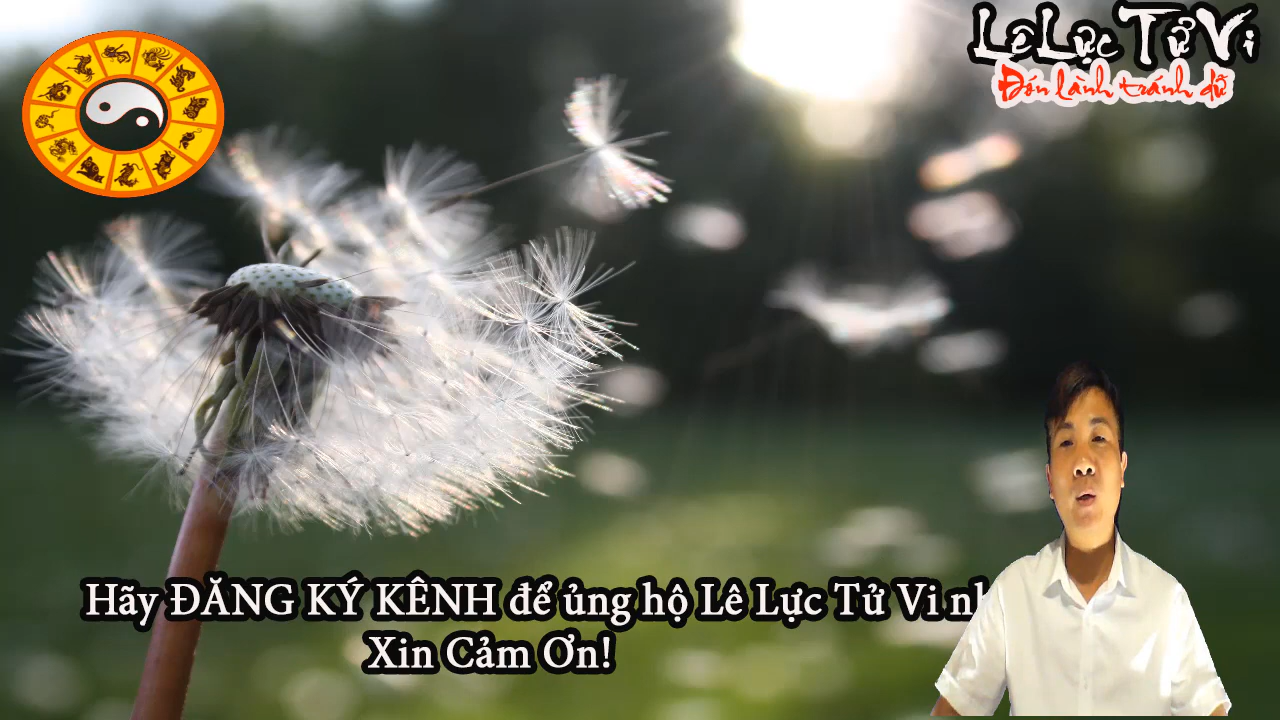 Lê Lực Tử Vi
Đón lành tránh dữ
Hãy ĐĂNG KÝ KÊNH để ủng hộ Lê Lực Tử Vi
Xin Cảm Ơn!